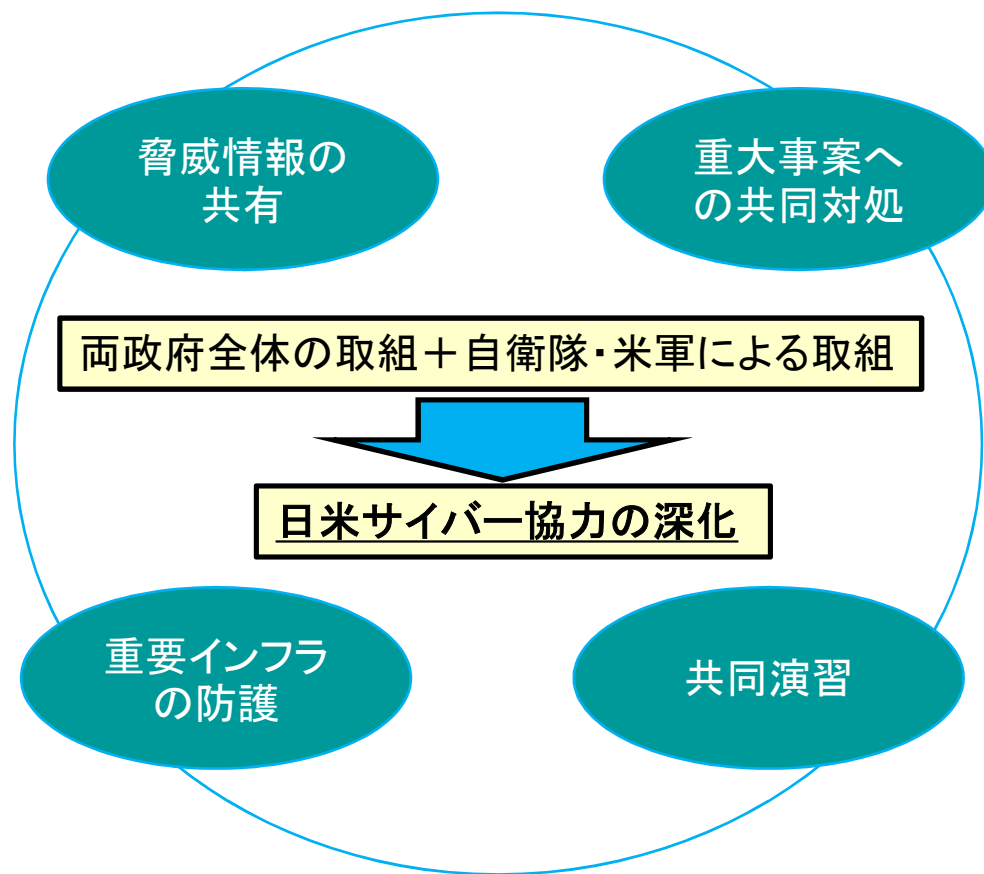 脅威情報の
共有
重大事案へ
の共同対処
両政府全体の取組＋自衛隊・米軍による取組
日米サイバー協力の深化
重要インフラ
の防護
共同演習